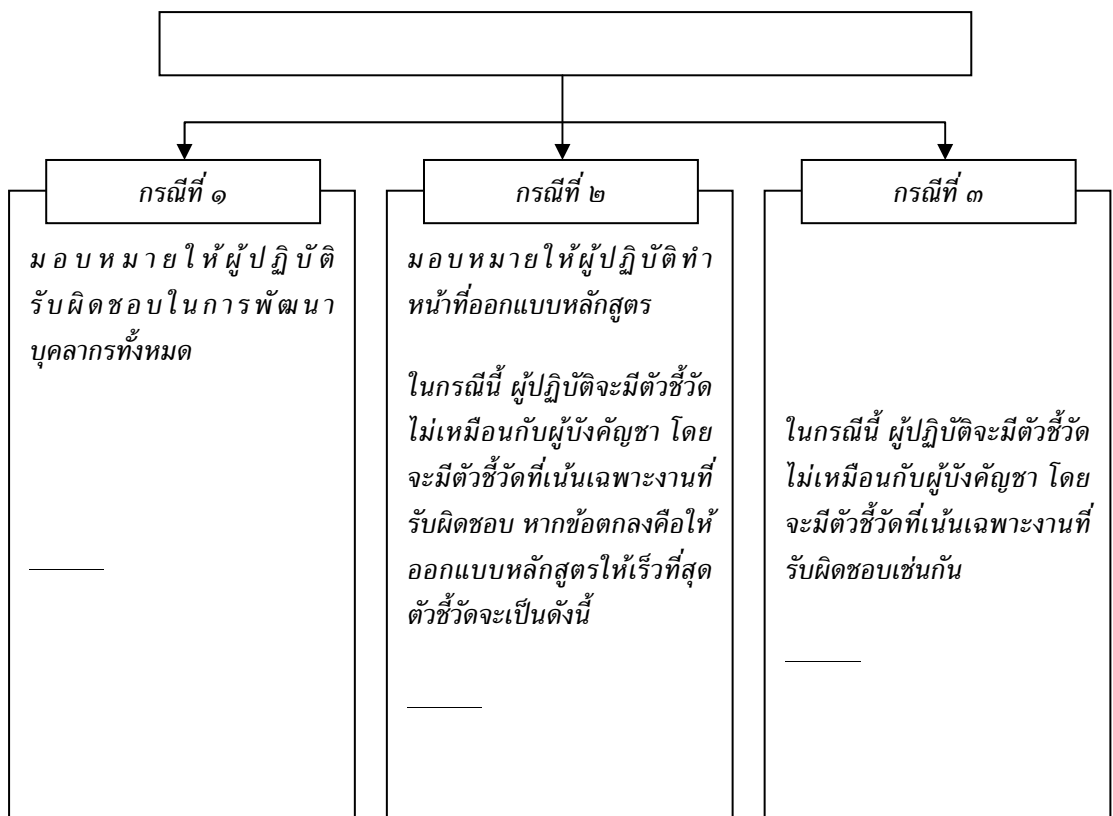 กรณีที่ ๑
มอบหมายให้ผู้ปฏิบัติ
รับผิดชอบในการพัฒนา
บุคลากรทั้งหมด
กรณีที่ ๒
มอบหมายให้ผู้ปฏิบัติทำ
หน้าที่ออกแบบหลักสูตร
ในกรณีนี้ ผู้ปฏิบัติจะมีตัวชี้วัด
ไม่เหมือนกับผู้บังคัญชา โดย
จะมีตัวชี้วัดที่เน้นเฉพาะงานที่
รับผิดชอบ หากข้อตกลงคือให้
ออกแบบหลักสูตรให้เร็วที่สุด
ตัวชี้วัดจะเป็นดังนี้
กรณีที่ ๓
ในกรณีนี้ ผู้ปฏิบัติจะมีตัวชี้วัด
ไม่เหมือนกับผู้บังคัญชา โดย
จะมีตัวชี้วัดที่เน้นเฉพาะงานที่
รับผิดชอบเช่นกัน